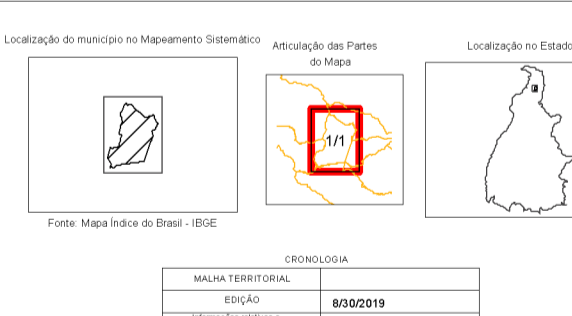 Localização do município no Mapeamento Sistemático
Articulação das Partes
do Mapa
Localização no Estado
1/1
Fonte: Mapa Índice do Brasil - IBGE
CRONOLOGIA
MALHA TERRITORIAL
EDIÇÃO
8/30/2019